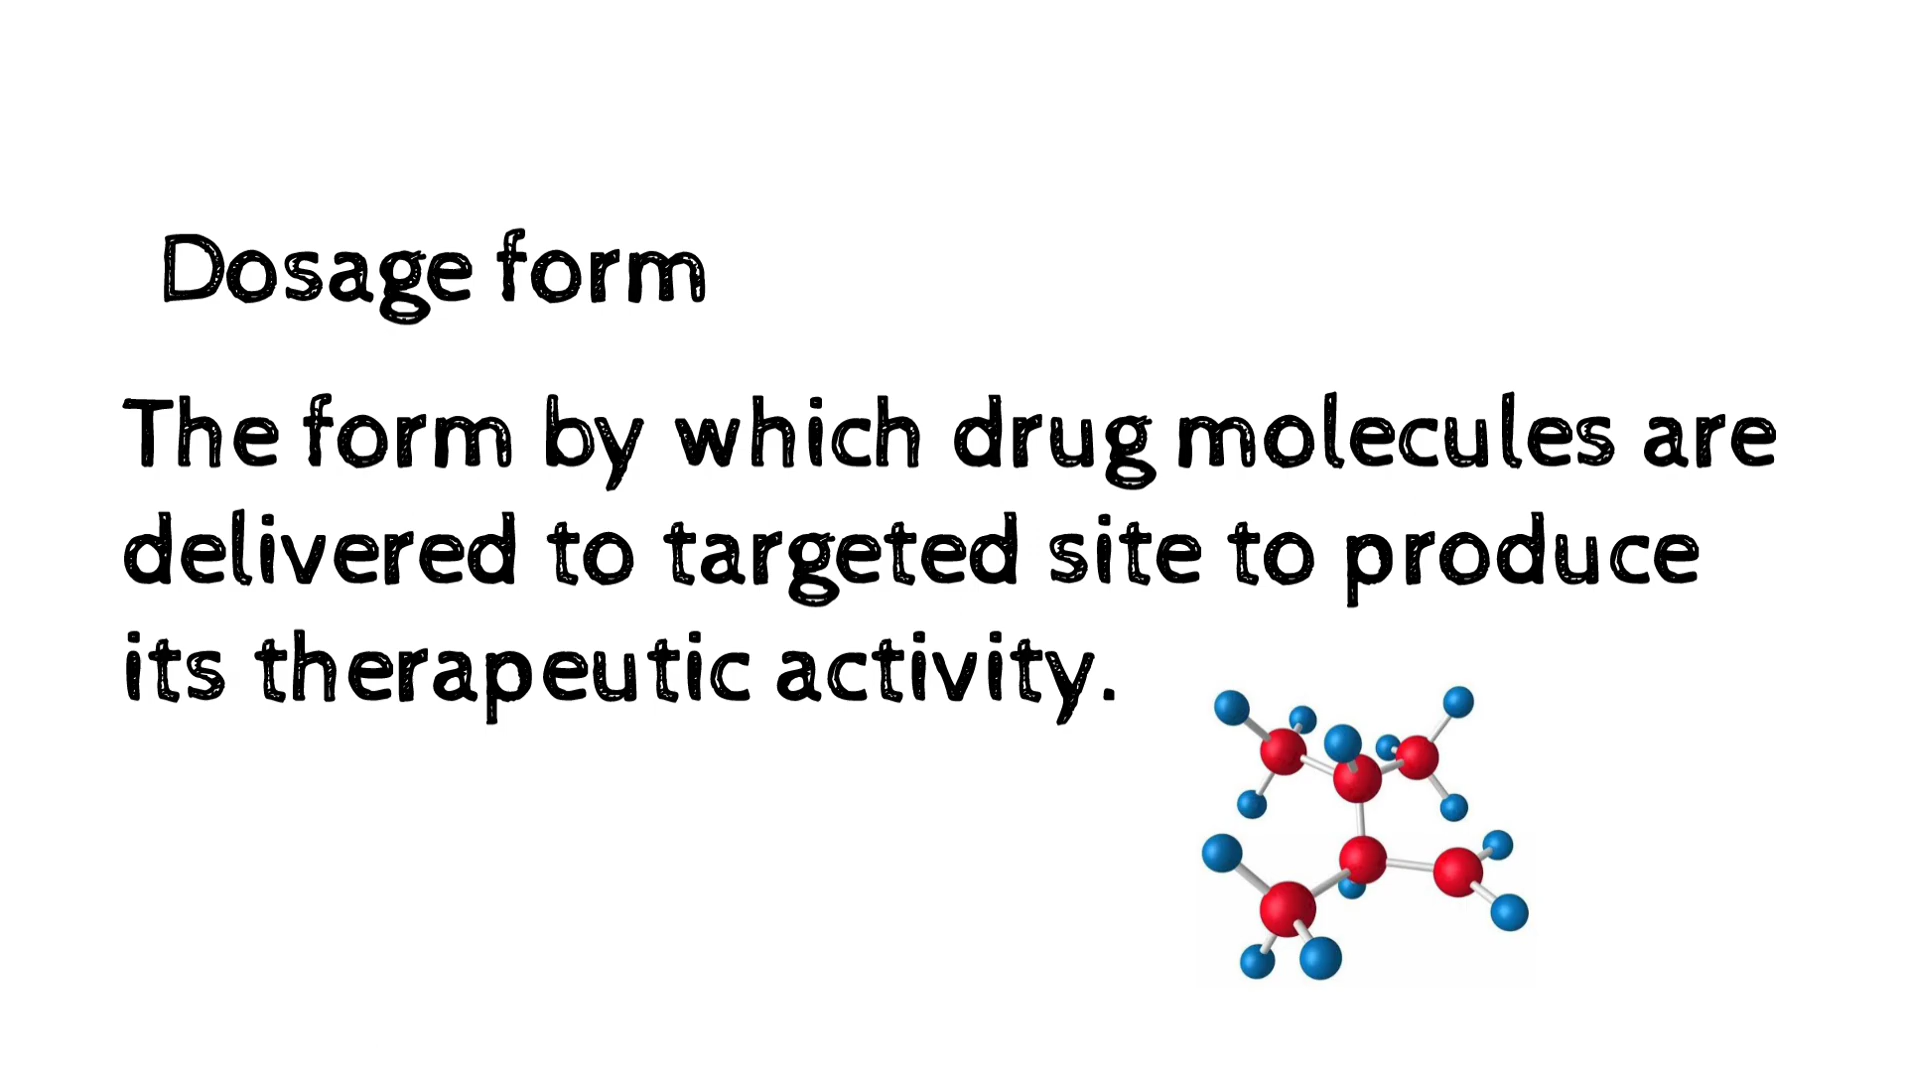 Dosage form
The form by which drug molecules are
delivered to targeted site to produce
its therapeutic activity.